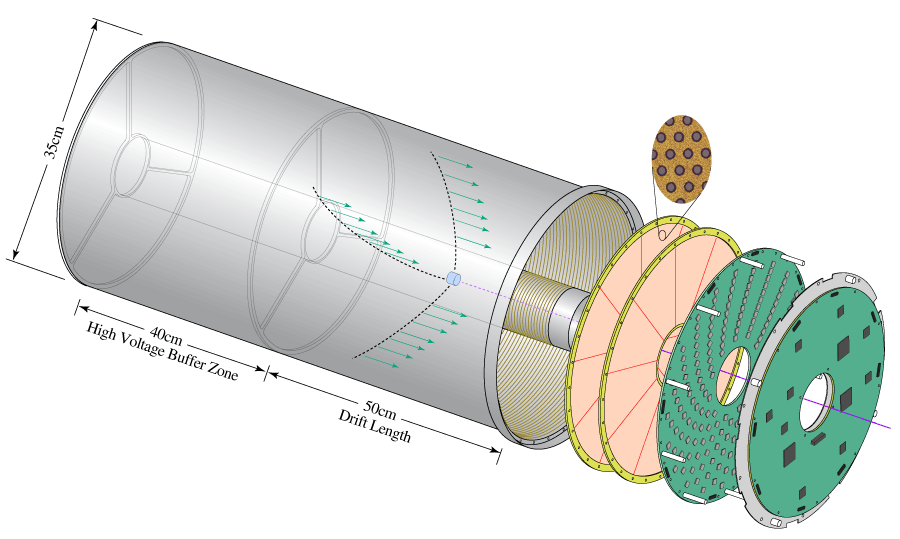 35cm
40cm
High Voltage Buffer Zone
50cm
Drift Length